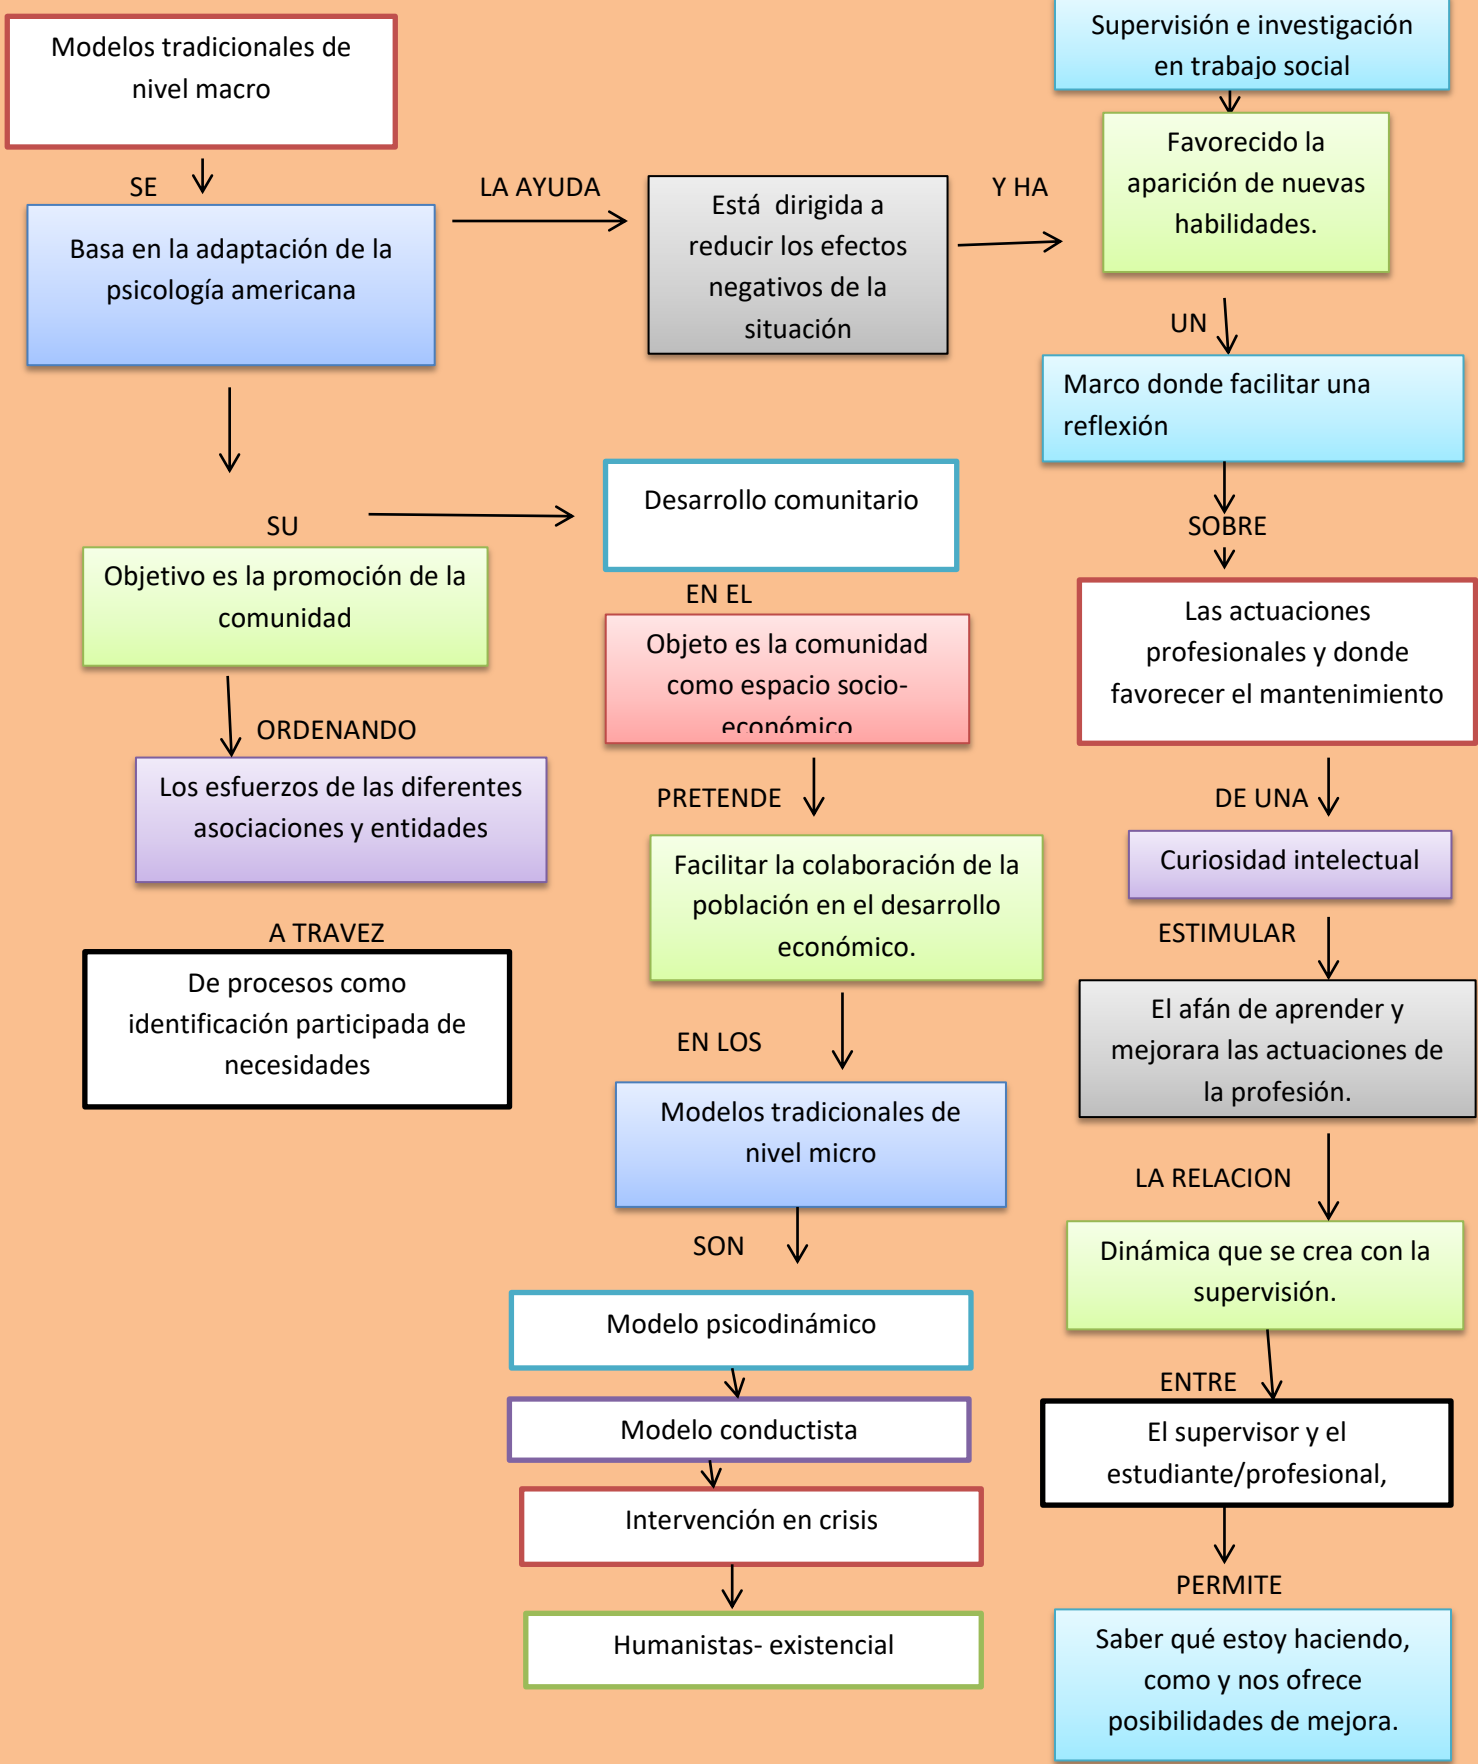 Modelos tradicionales de
nivel macro
SE
Basa en la adaptación de la
psicología americana
LA AYUDA
Está  dirigida a
reducir los efectos
negativos de la
situación
Y HA
Supervisión e investigación
en trabajo social
Favorecido la
aparición de nuevas
habilidades.
UN
Marco donde facilitar una
reflexión
SOBRE
Las actuaciones
profesionales y donde
favorecer el mantenimiento
DE UNA
Curiosidad intelectual
ESTIMULAR
El afán de aprender y
mejorara las actuaciones de
la profesión.
LA RELACION
Dinámica que se crea con la
supervisión.
ENTRE
El supervisor y el
estudiante/profesional,
PERMITE
Saber qué estoy haciendo,
como y nos ofrece
posibilidades de mejora.
SU
Objetivo es la promoción de la
comunidad
ORDENANDO
Los esfuerzos de las diferentes
asociaciones y entidades
A TRAVEZ
De procesos como
identificación participada de
necesidades
Desarrollo comunitario
EN EL
Objeto es la comunidad
como espacio socio-
económico
PRETENDE
Facilitar la colaboración de la
población en el desarrollo
económico.
EN LOS
Modelos tradicionales de
nivel micro
SON
Modelo psicodinámico
Modelo conductista
Intervención en crisis
Humanistas- existencial